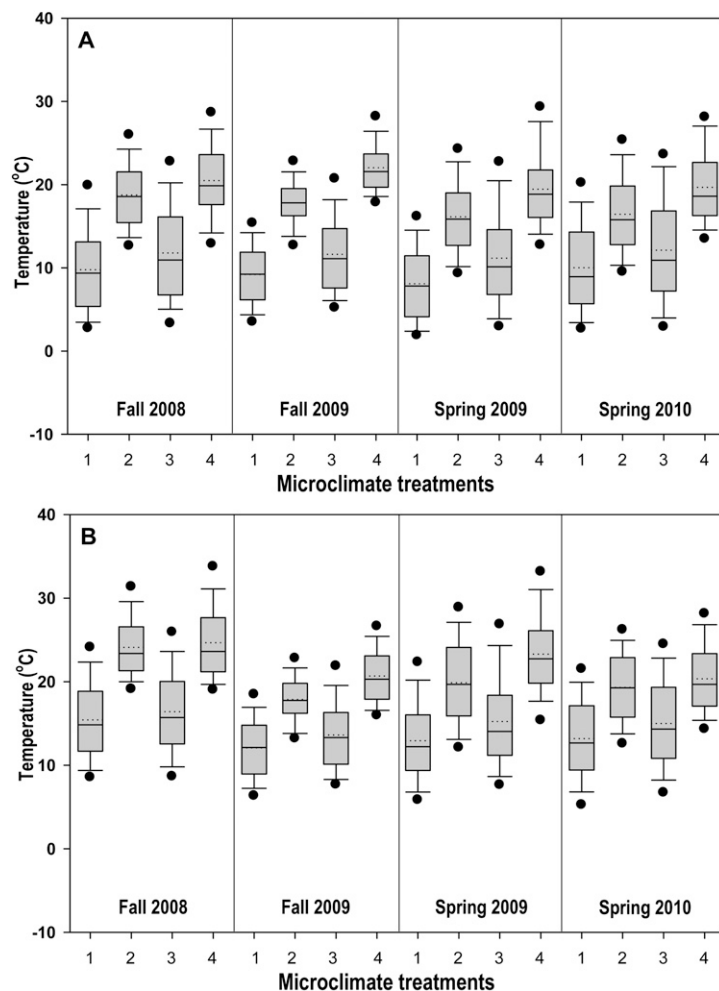 A
40
30
20
10
0
-10
Temperature (°C)
Fall 2008 Fall 2009 Spring 2009 Spring 2010
1 2 3 4 1 2 3 4 1 2 3 4 1 2 3 4
Microclimate treatments
B
40
30
20
10
0
-10
Temperature (°C)
Fall 2008 Fall 2009 Spring 2009 Spring 2010
1 2 3 4 1 2 3 4 1 2 3 4 1 2 3 4
Microclimate treatments